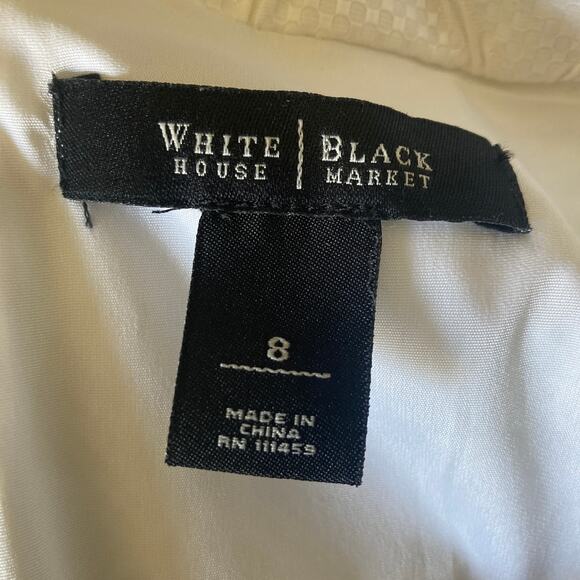 WHITE | BLACK
HOUSE | MARKET
8
MADE IN
CHINA
RN 111459